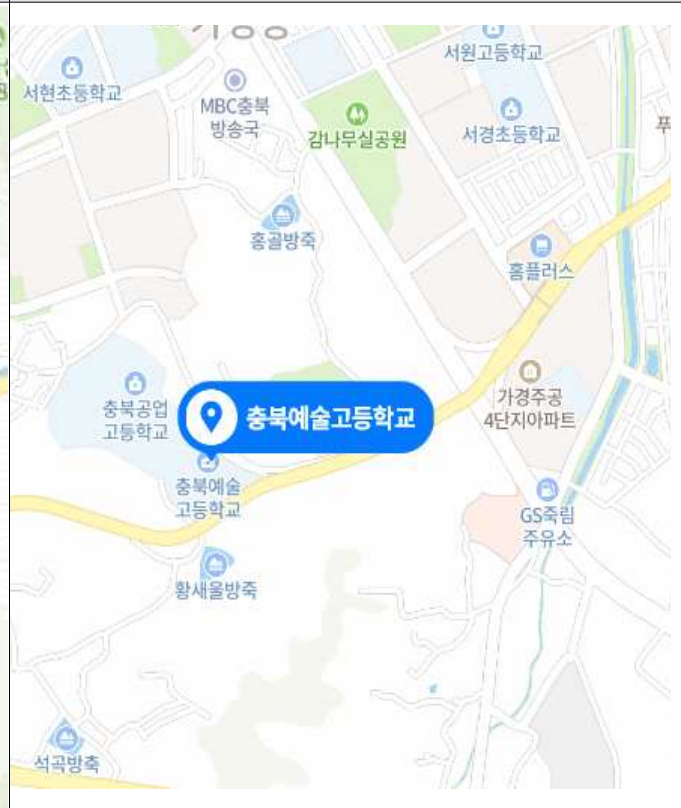 서원고등학교
서현초등학교
MBC충북
방송국
감나무실공원
서경초등학교
푸
홍골방죽
홈플러스
충북공업
고등학교
충북예술고등학교
가경주공
4단지아파트
충북예술
고등학교
GS죽림
주유소
황새울방죽
석곡방축